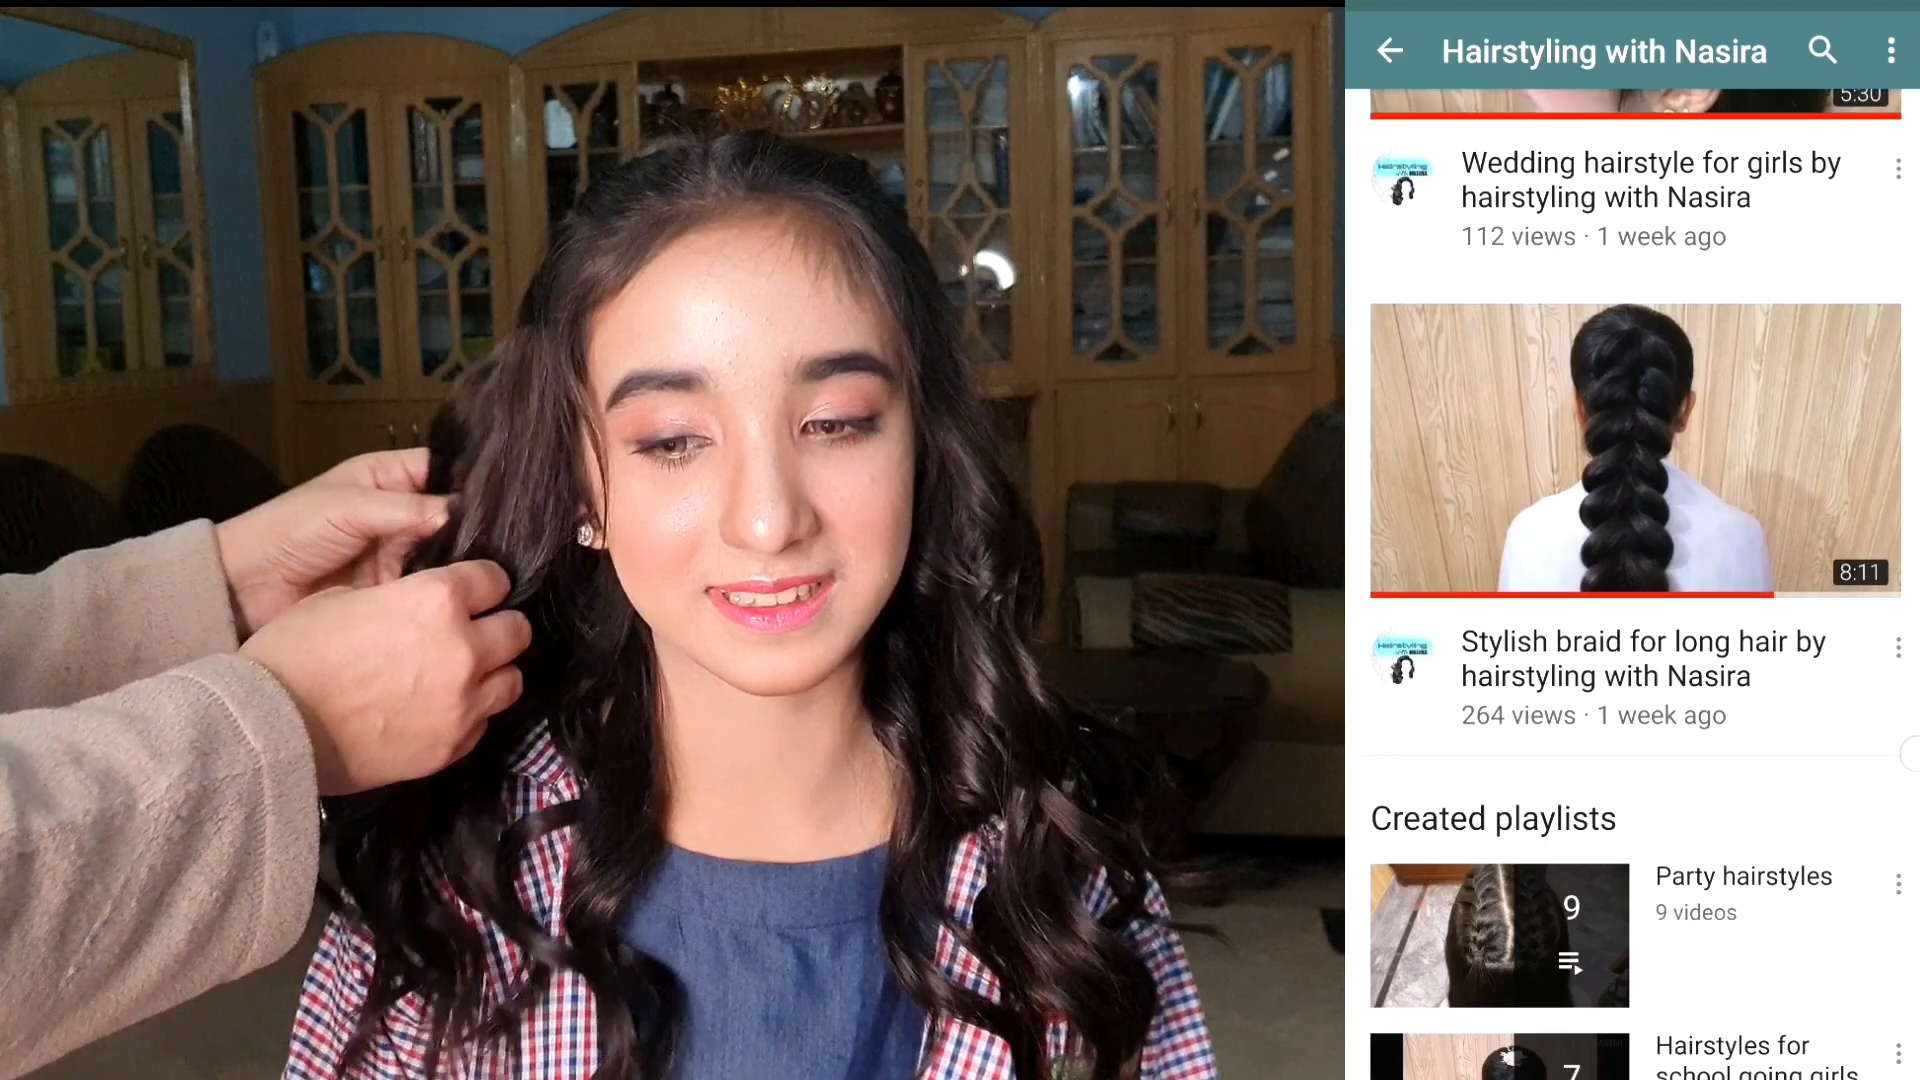 Hairstyling with Nasira
5:30
Wedding hairstyle for girls by
hairstyling with Nasira
112 views · 1 week ago
8:11
Stylish braid for long hair by
hairstyling with Nasira
264 views · 1 week ago
Created playlists
9
Party hairstyles
9 videos
7
Hairstyles for
school going girls